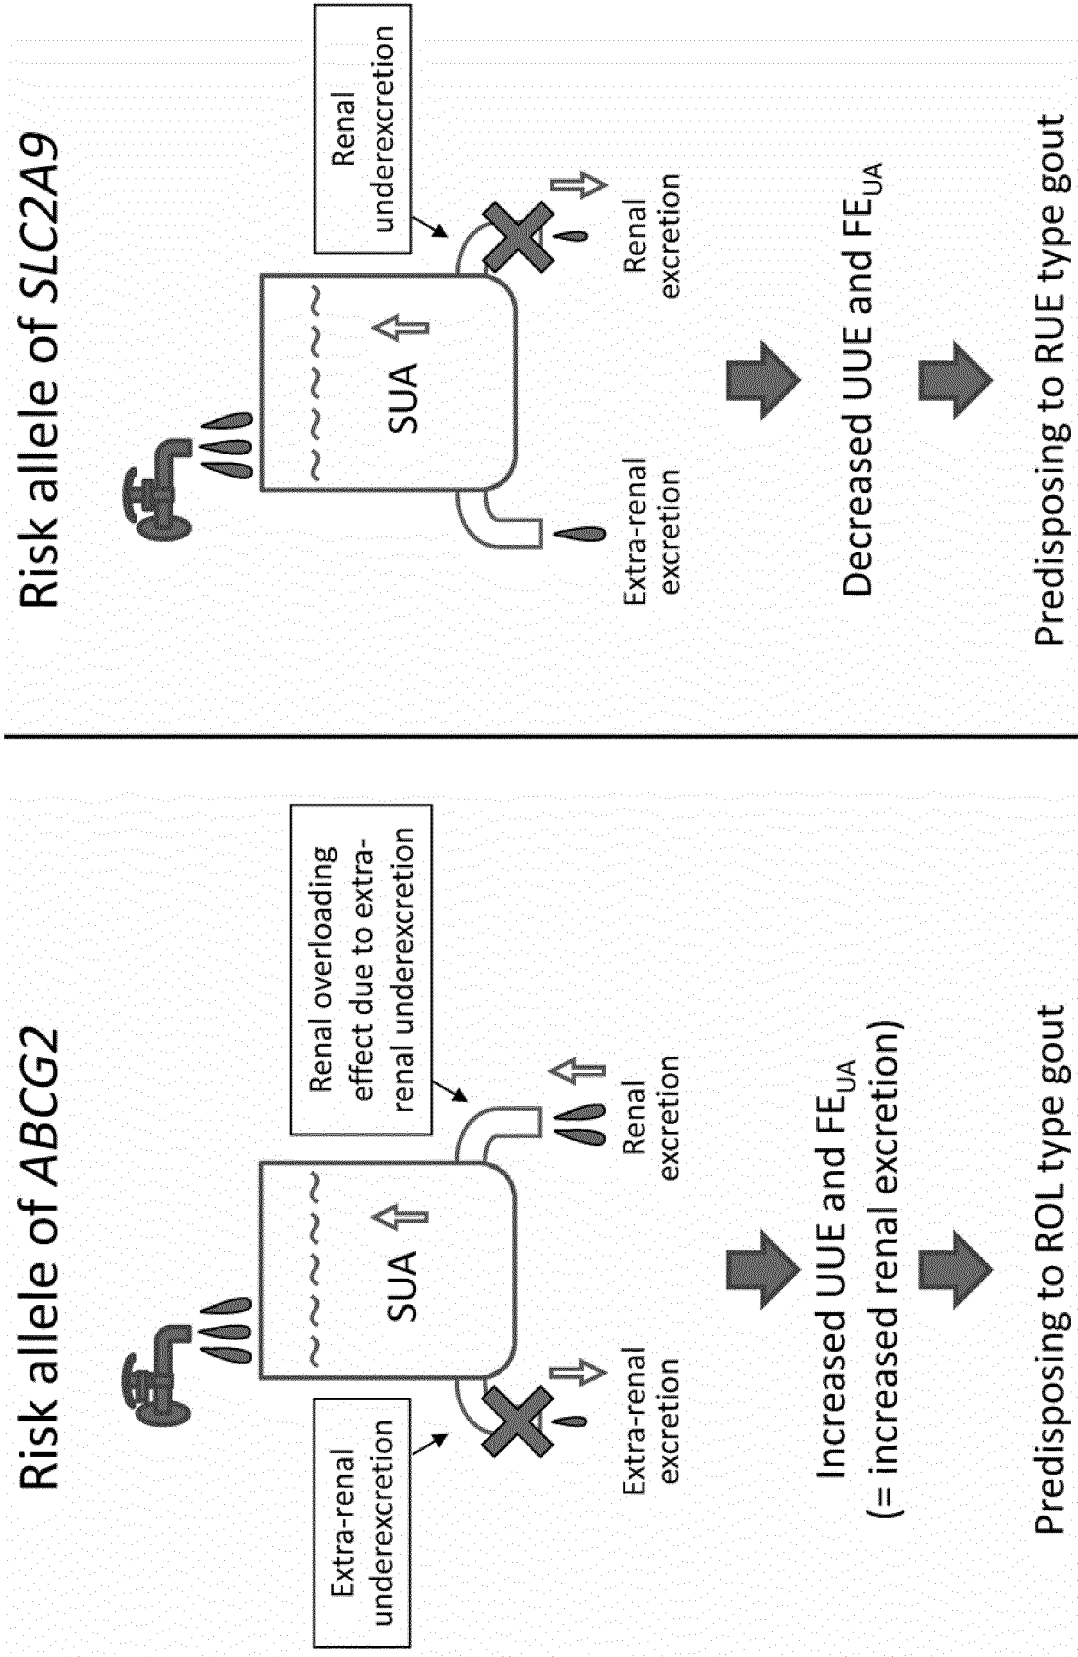 Risk allele of ABCG2
Extra-renal
underexcretion
Renal overloading
effect due to extra-
renal underexcretion
SUA
Extra-renal
excretion
Renal
excretion
Increased UUE and FEUA
(= increased renal excretion)
Predisposing to ROL type gout
Risk allele of SLC2A9
Renal
underexcretion
SUA
Extra-renal
excretion
Renal
excretion
Decreased UUE and FEUA
Predisposing to RUE type gout